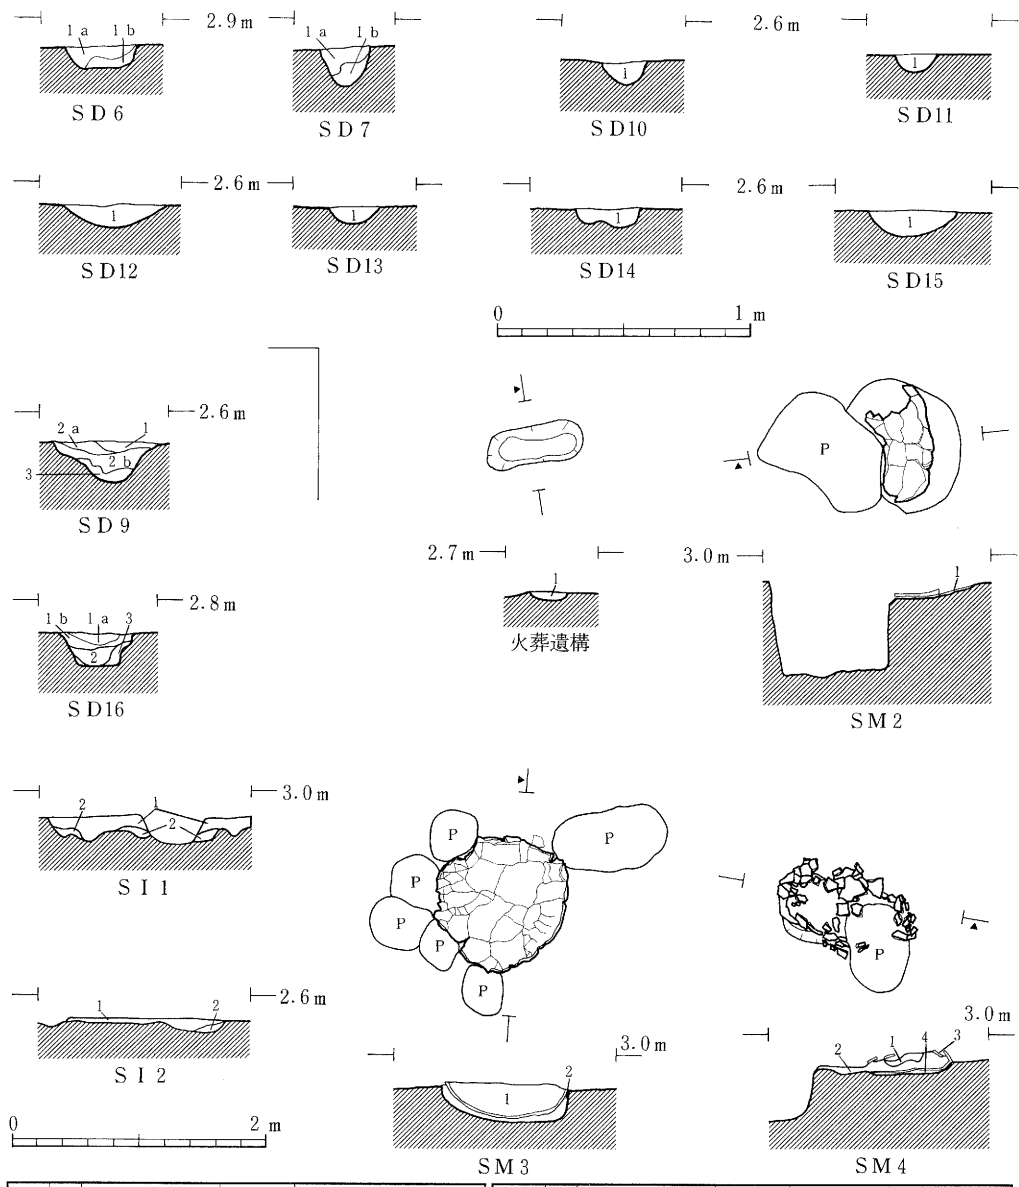 2.9m 2.6m
1a 1b 1a 1b
1 1
SD6 SD7 SD10 SD11
2.6m 2.6m
1 1 1 1
SD12 SD13 SD14 SD15
0 1m
2.6m
2a 1
2b
3
P
SD9
2.7m 3.0m
1 1
火葬遺構
2.8m
1b 1a 3
2
SD16
SM2
3.0m
2 1
2
SI1
P P
P
P
P
P
P
2.6m
1 2
SI2
3.0m 3.0m
2
1
2 1 4 3
0 2m
SM3 SM4